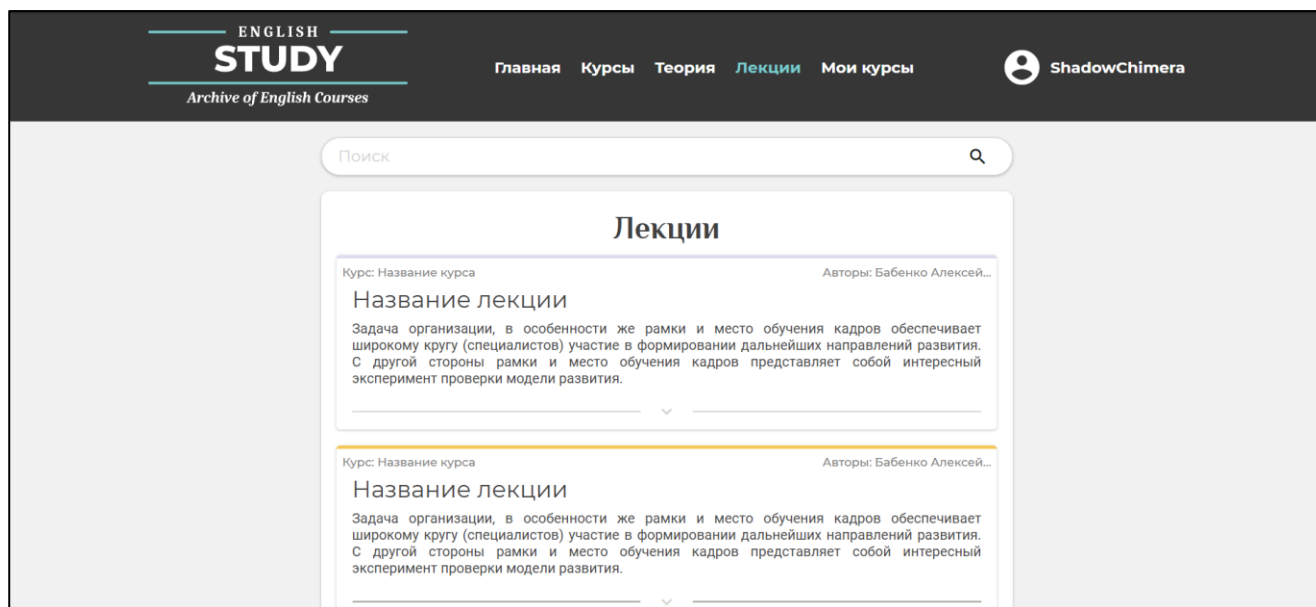 ENGLISH
STUDY
Archive of English Courses
Главная Курсы Теория Лекции Мои курсы
ShadowChimera
Поиск
Лекции
Курс: Название курса
Авторы: Бабенко Алексей...
Название лекции
Задача организации, в особенности же рамки и место обучения кадров обеспечивает
широкому кругу (специалистов) участие в формировании дальнейших направлений развития.
С другой стороны рамки и место обучения кадров представляет собой интересный
эксперимент проверки модели развития.
Курс: Название курса
Авторы: Бабенко Алексей...
Название лекции
Задача организации, в особенности же рамки и место обучения кадров обеспечивает
широкому кругу (специалистов) участие в формировании дальнейших направлений развития.
С другой стороны рамки и место обучения кадров представляет собой интересный
эксперимент проверки модели развития.